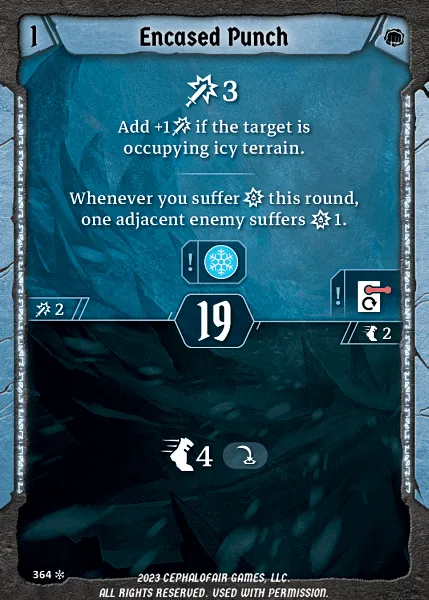 1 Encased Punch
3
Add +1 if the target is
occupying icy terrain.
Whenever you suffer this round,
one adjacent enemy suffers 1.
!
!
2
19
2
4
364
2023 CEPHALOFAIR GAMES, LLC.
ALL RIGHTS RESERVED. USED WITH PERMISSION.